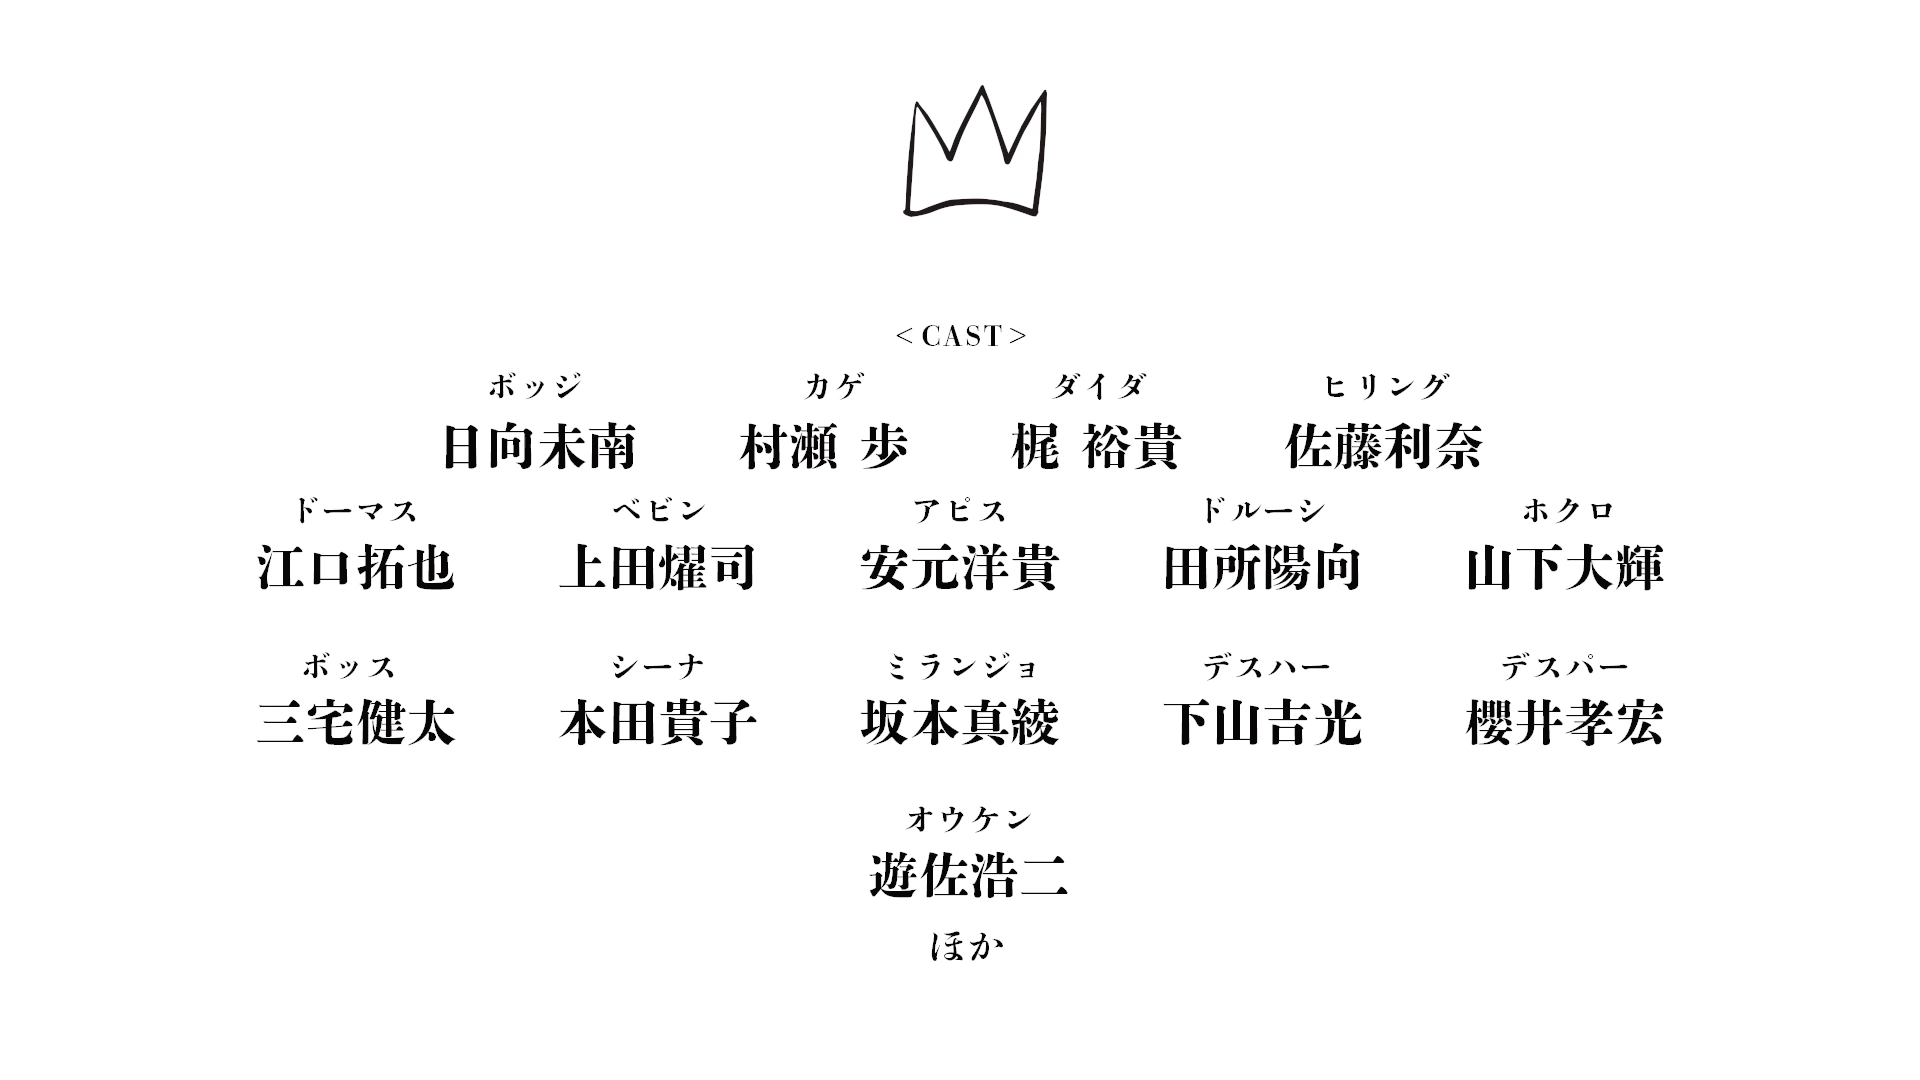 <CAST>
ボッジ カゲ ダイダ ヒリング
日向未南 村瀬 歩 梶 裕貴 佐藤利奈
ドーマス ベビン アピス ドルーシ ホクロ
江口拓也 上田燿司 安元洋貴 田所陽向 山下大輝
ボッス シーナ ミランジョ デスハー デスパー
三宅健太 本田貴子 坂本真綾 下山吉光 櫻井孝宏
オウケン
遊佐浩二
ほか